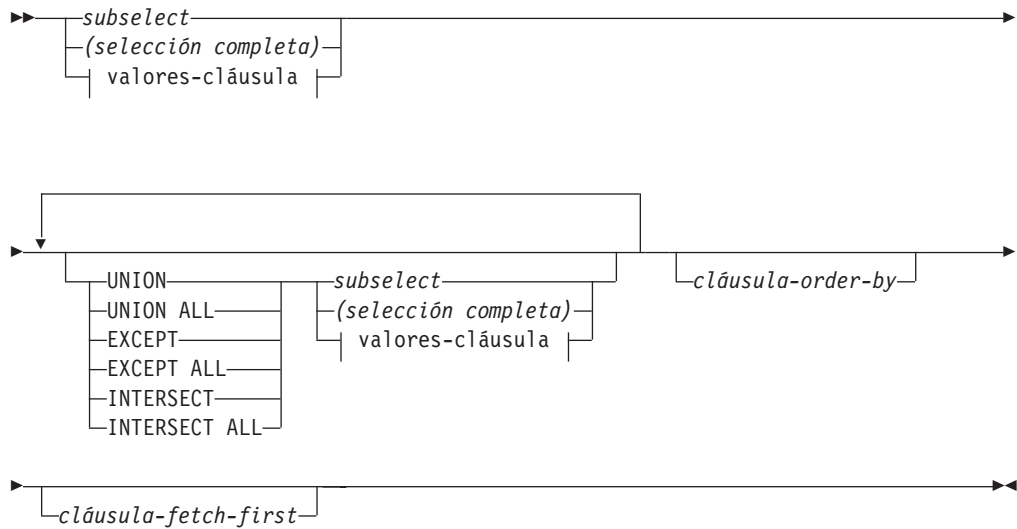 subselect
(selección completa)
valores-cláusula
UNION
UNION ALL
EXCEPT
EXCEPT ALL
INTERSECT
INTERSECT ALL
subselect
(selección completa)
valores-cláusula
cláusula-order-by
cláusula-fetch-first